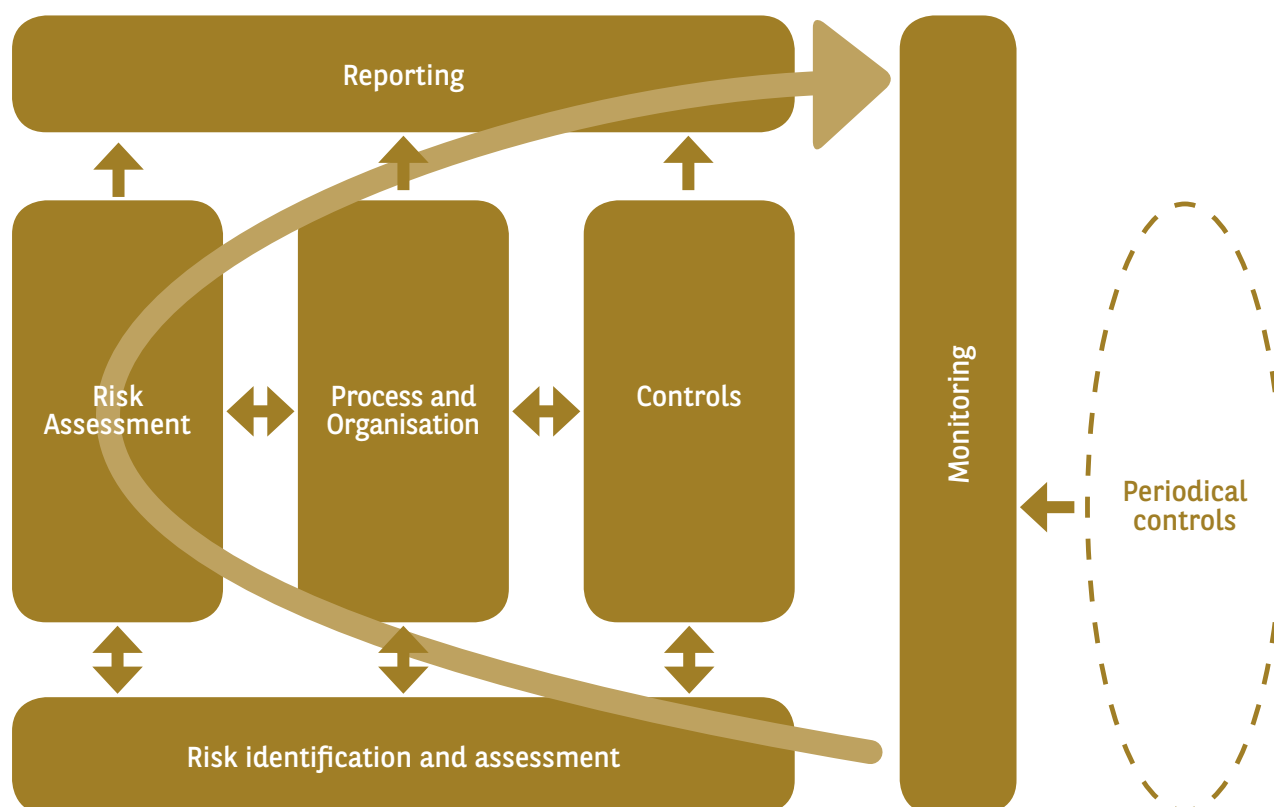 Reporting
Risk
Assessment
Process and
Organisation
Controls
Monitoring
Periodical
controls
Risk identification and assessment